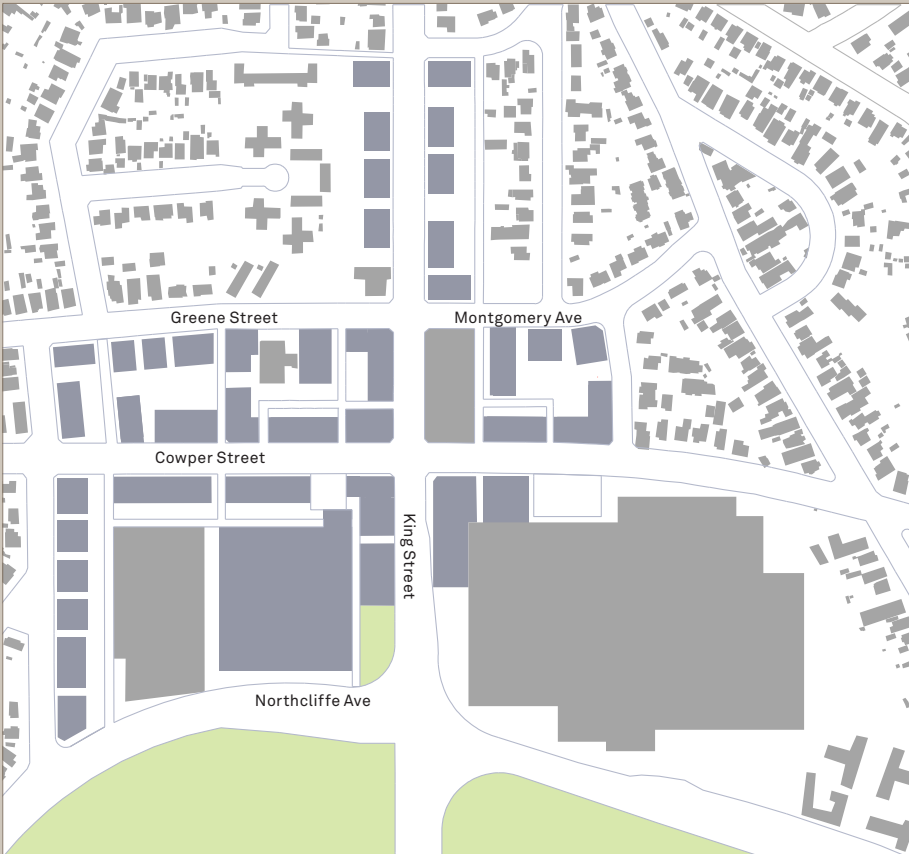 Greene Street
Montgomery Ave
Cowper Street
King Street
Northcliffe Ave